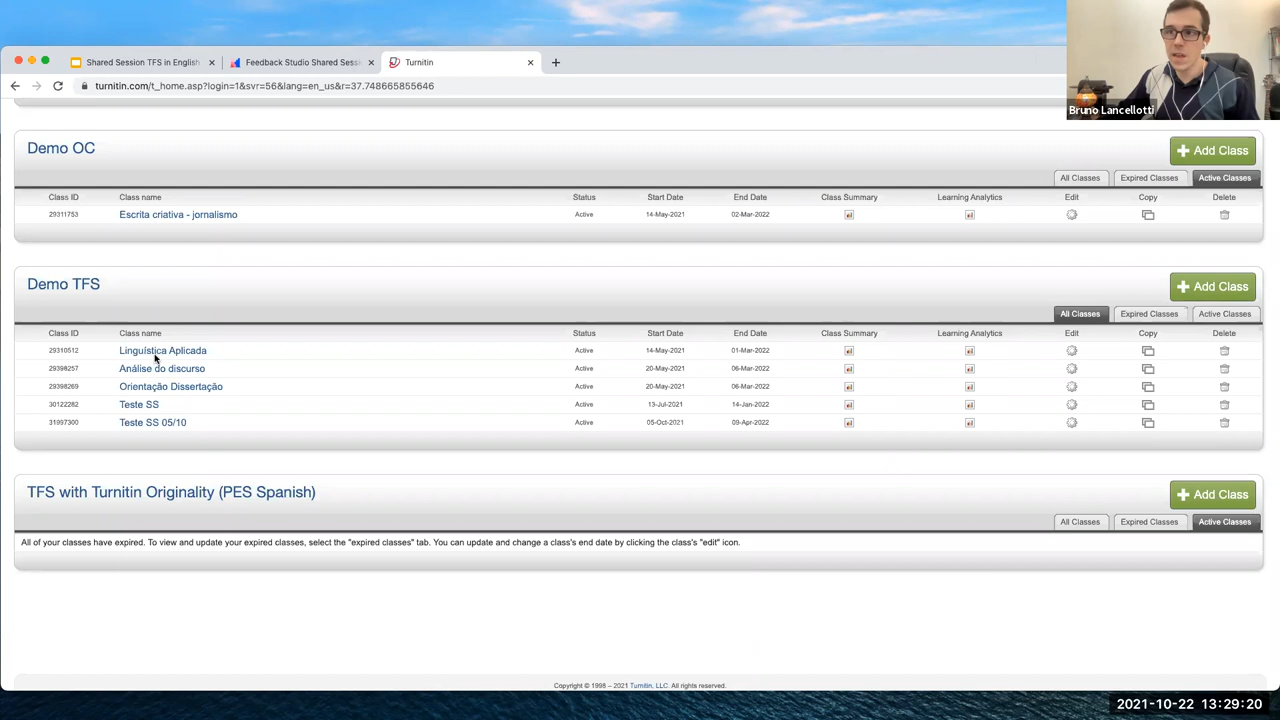 Shared Session TFS in English
Feedback Studio Shared Sessi
Turnitin
turnitin.com/t_home.asp?login=1&svr=56&lang=en_us&r=37.748665855646
Bruno Lancellotti
Demo OC
Add Class
All Classes Expired Classes Active Classes
Class ID Class name Status Start Date End Date Class Summary Learning Analytics Edit Copy Delete
29311753 Escrita criativa - jornalismo Active 14-May-2021 02-Mar-2022
Demo TFS
Add Class
All Classes Expired Classes Active Classes
Class ID Class name Status Start Date End Date Class Summary Learning Analytics Edit Copy Delete
29310512 Linguística Aplicada Active 14-May-2021 01-Mar-2022
29398257 Análise do discurso Active 20-May-2021 06-Mar-2022
29398269 Orientação Dissertação Active 20-May-2021 06-Mar-2022
30122282 Teste SS Active 13-Jul-2021 14-Jan-2022
31997300 Teste SS 05/10 Active 05-Oct-2021 09-Apr-2022
TFS with Turnitin Originality (PES Spanish)
Add Class
All Classes Expired Classes Active Classes
All of your classes have expired. To view and update your expired classes, select the "expired classes" tab. You can update and change a class's end date by clicking the class's "edit" icon.
Copyright © 1998 – 2021 Turnitin, LLC. All rights reserved.
2021-10-22 13:29:20